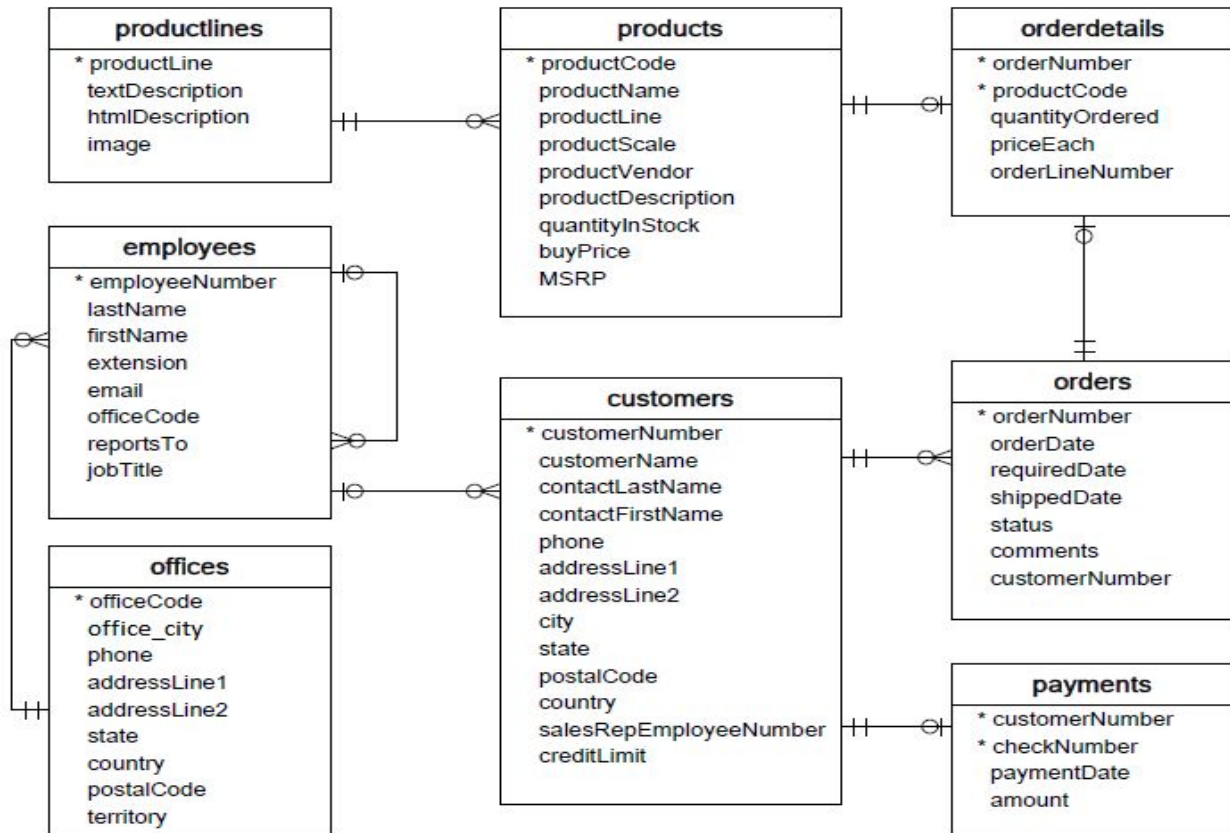 productlines
* productLine
textDescription
htmlDescription
image
products
* productCode
productName
productLine
productScale
productVendor
productDescription
quantityInStock
buyPrice
MSRP
orderdetails
* orderNumber
* productCode
quantityOrdered
priceEach
orderLineNumber
employees
* employeeNumber
lastName
firstName
extension
email
officeCode
reportsTo
jobTitle
customers
* customerNumber
customerName
contactLastName
contactFirstName
phone
addressLine1
addressLine2
city
state
postalCode
country
salesRepEmployeeNumber
creditLimit
orders
* orderNumber
orderDate
requiredDate
shippedDate
status
comments
customerNumber
offices
* officeCode
office_city
phone
addressLine1
addressLine2
state
country
postalCode
territory
payments
* customerNumber
* checkNumber
paymentDate
amount